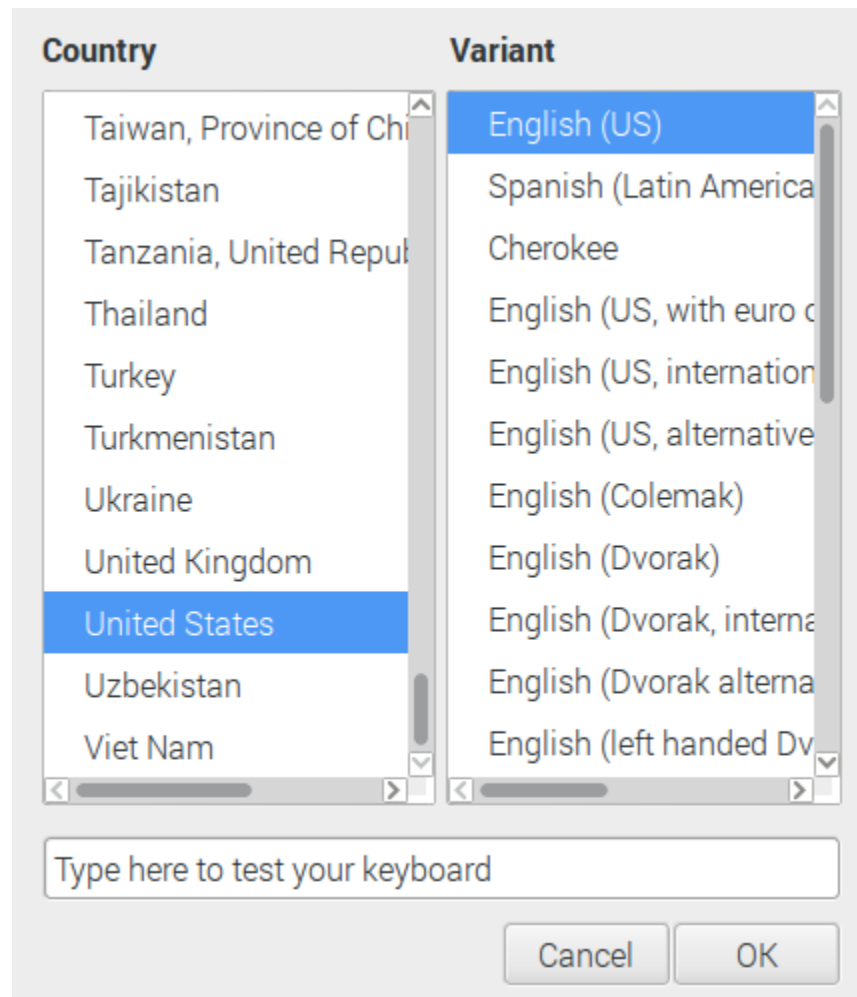 Country
Variant
Taiwan, Province of Chi
Tajikistan
Tanzania, United
Thailand
Turkey
Turkmenistan
Ukraine
United Kingdom
United States
Uzbekistan
Viet Nam
English (US)
Spanish (Latin America
Cherokee
English (US, with euro
English (US, internation
English (US, alternative
English (Colemak)
English (Dvorak)
English (Dvorak, interna
English (Dvorak alterna
English (left handed Dv
Type here to test your keyboard
Cancel
OK